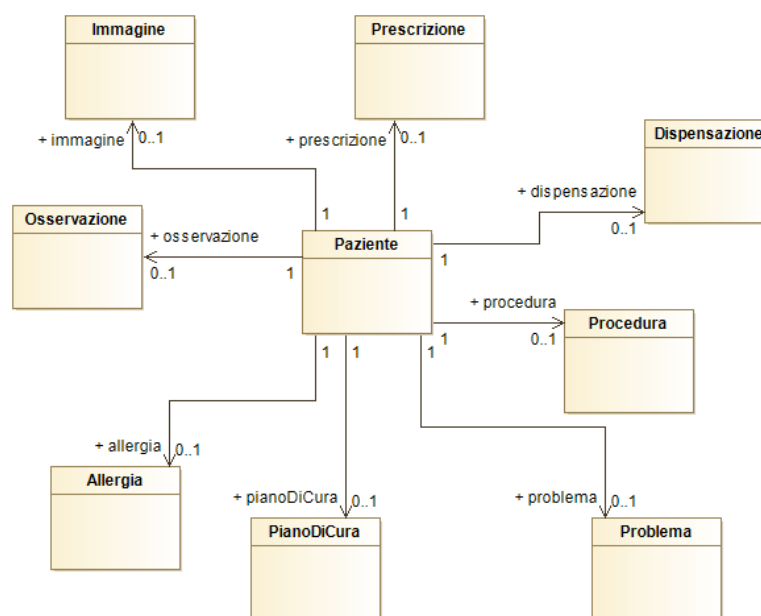 Immagine
Prescrizione
+ immagine
0..1
+ prescrizione
0..1
Dispensazione
+ dispensazione
0..1
1
1
1
Osservazione
+ osservazione
0..1
1
Paziente
+ procedura
0..1
1
Procedura
1
1
1
+ allergia
0..1
Allergia
+ pianoDiCura
0..1
PianoDiCura
+ problema
0..1
Problema